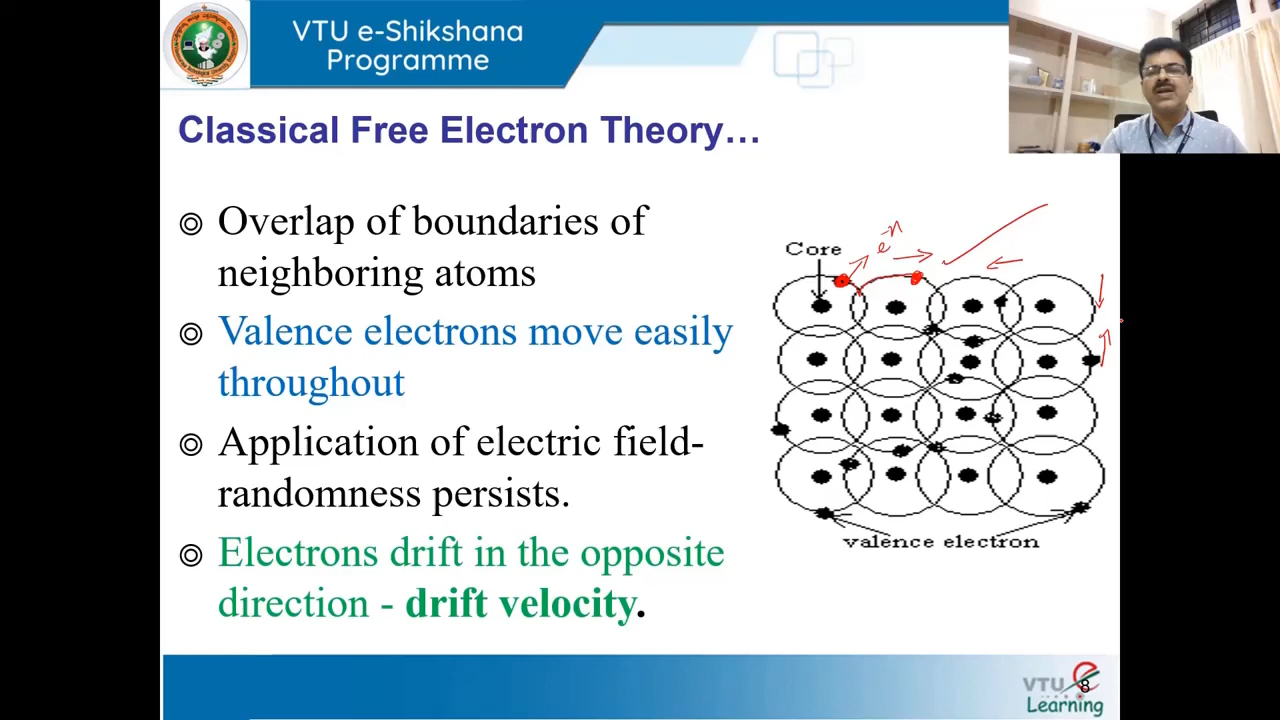 VTU e-Shikshana
Programme
Classical Free Electron Theory…
◎ Overlap of boundaries of
neighboring atoms
◎ Valence electrons move easily
throughout
◎ Application of electric field-
randomness persists.
◎ Electrons drift in the opposite
direction - drift velocity.
Core
valence electron
VTU e
Learning
8